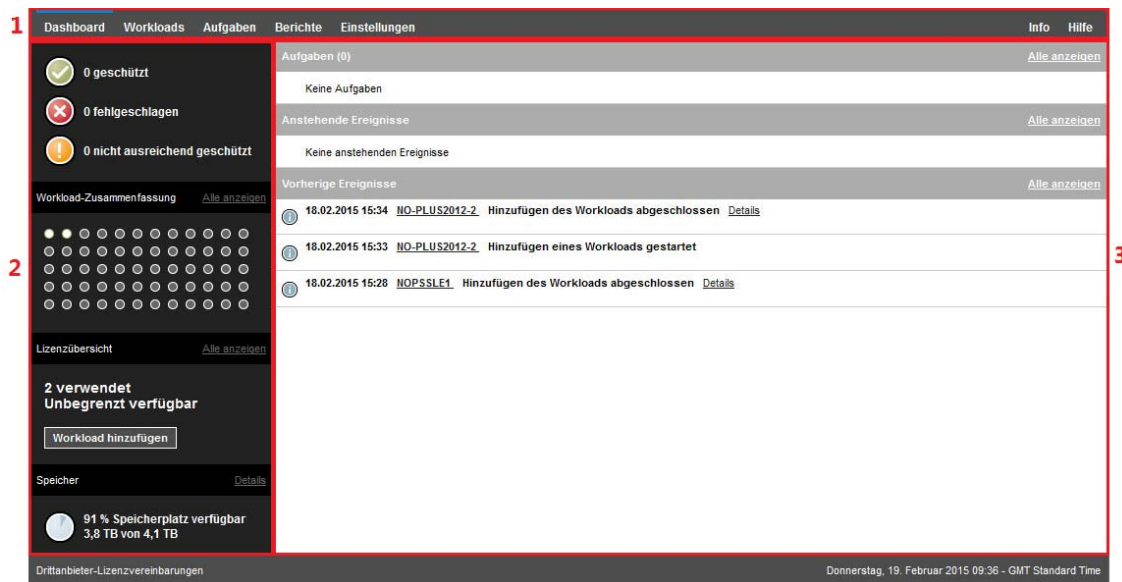 1
Dashboard Workloads Aufgaben Berichte Einstellungen Info Hilfe
2
0 geschützt
0 fehlgeschlagen
0 nicht ausreichend geschützt
Workload-Zusammenfassung Alle anzeigen
Lizenzübersicht Alle anzeigen
2 verwendet
Unbegrenzt verfügbar
Workload hinzufügen
Speicher Details
91 % Speicherplatz verfügbar
3,8 TB von 4,1 TB
3
Aufgaben (0) Alle anzeigen
Keine Aufgaben
Anstehende Ereignisse Alle anzeigen
Keine anstehenden Ereignisse
Vorherige Ereignisse Alle anzeigen
18.02.2015 15:34 NO-PLUS2012-2 Hinzufügen des Workloads abgeschlossen Details
18.02.2015 15:33 NO-PLUS2012-2 Hinzufügen eines Workloads gestartet
18.02.2015 15:28 NOPSSLE1 Hinzufügen des Workloads abgeschlossen Details
Drittanbieter-Lizenzvereinbarungen Donnerstag, 19. Februar 2015 09:36 - GMT Standard Time